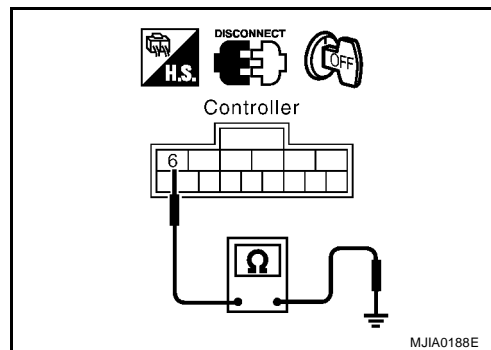 DISCONNECT
H.S.
OFF
Controller
6
Ω
MJIA0188E